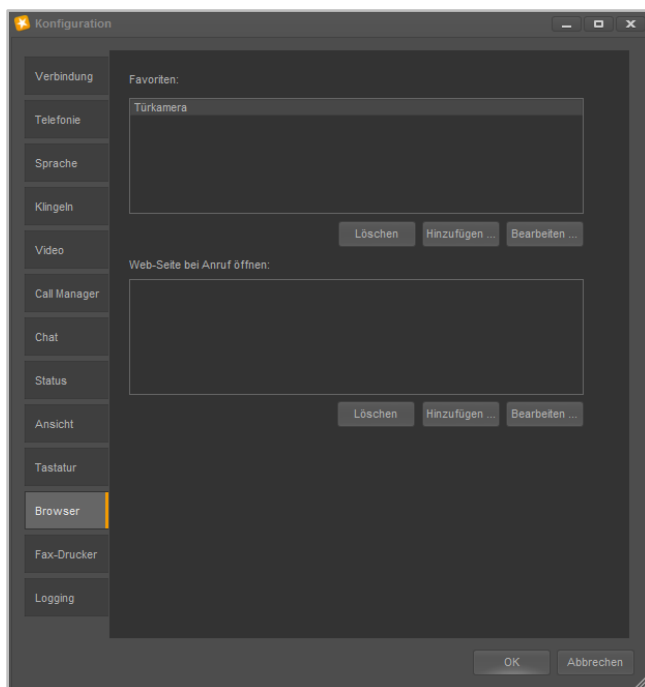 Konfiguration
Verbindung
Telefonie
Sprache
Klingeln
Video
Call Manager
Chat
Status
Ansicht
Tastatur
Browser
Fax-Drucker
Logging
Favoriten:
Türkamera
Löschen Hinzufügen ... Bearbeiten ...
Web-Seite bei Anruf öffnen:
Löschen Hinzufügen ... Bearbeiten ...
OK Abbrechen